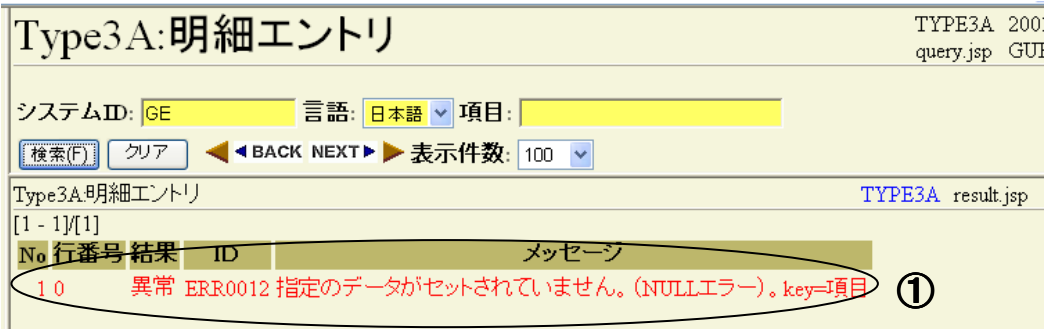 Type3A:明細エントリ
TYPE3A 2001
query.jsp GUI
システムID: GE 言語: 日本語 項目:
検索(F) クリア BACK NEXT 表示件数: 100
Type3A:明細エントリ
TYPE3A result.jsp
[1 - 1]/[1]
No 行番号 結果 ID メッセージ
1 0 異常 ERR0012 指定のデータがセットされていません。(NULLエラー)。key=項目
①